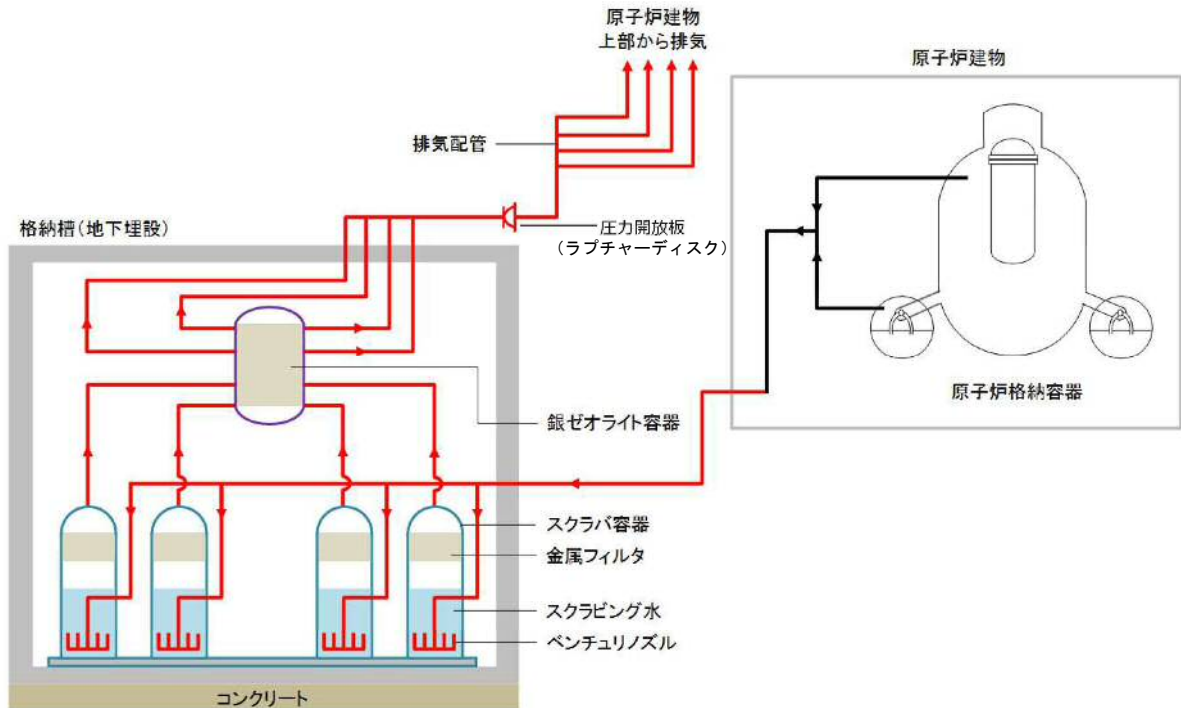 原子炉建物
上部から排気
原子炉建物
排気配管
格納槽(地下埋設)
圧力開放板
(ラプチャーディスク)
原子炉格納容器
銀ゼオライト容器
スクラバ容器
金属フィルタ
スクラビング水
ベンチュリノズル
コンクリート